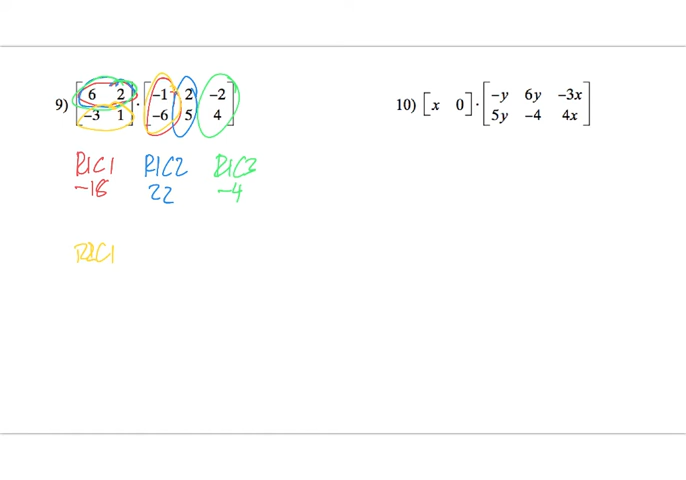 9) [6 2 -3 1] · [-1 2 -2 -6 5 4]
10) [x 0] · [-y 6y -3x 5y -4 4x]
R1C1 R1C2 R1C3
-18 22 -4
R2C1